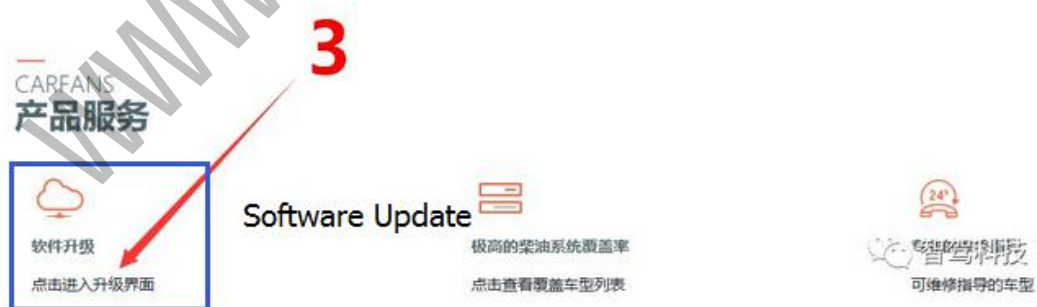 WWW
3
CARFANS
产品服务
Software Update
24°
软件升级
极高的柴油系统覆盖率
智驾科技
点击进入升级界面
点击查看覆盖车型列表
可维修指导的车型